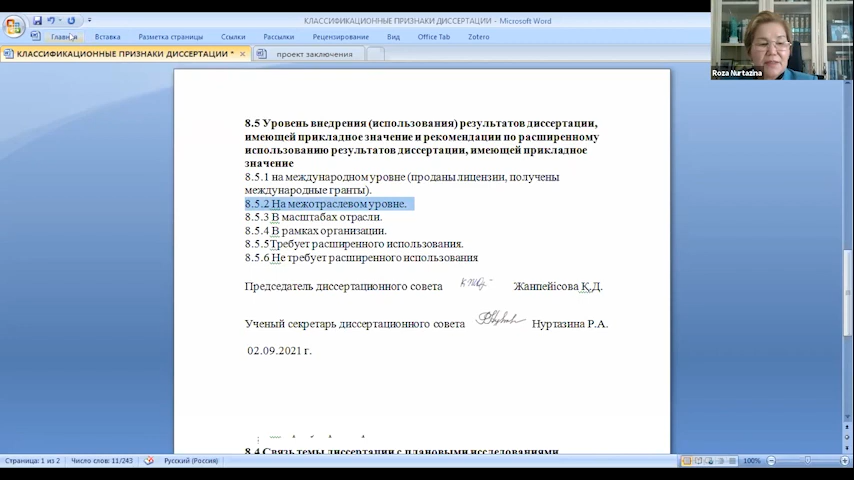 КЛАССИФИКАЦИОННЫЕ ПРИЗНАКИ ДИССЕРТАЦИИ - Microsoft Word
Главная Вставка Разметка страницы Ссылки Рассылки Рецензирование Вид Office Tab Zotero
КЛАССИФИКАЦИОННЫЕ ПРИЗНАКИ ДИССЕРТАЦИИ * проект заключения
Roza Nurtazina
8.5 Уровень внедрения (использования) результатов диссертации,
имеющей прикладное значение и рекомендации по расширенному
использованию результатов диссертации, имеющей прикладное
значение
8.5.1 на международном уровне (проданы лицензии, получены
международные гранты).
8.5.2 На межотраслевом уровне.
8.5.3 В масштабах отрасли.
8.5.4 В рамках организации.
8.5.5Требует расширенного использования.
8.5.6 Не требует расширенного использования
Председатель диссертационного совета Жанпейісова Қ.Д.
Ученый секретарь диссертационного совета Нуртазина Р.А.
02.09.2021 г.
8.4 Связь темы диссертации с плановыми исследованиями
Страница: 1 из 2 Число слов: 11/243 Русский (Россия) 100%